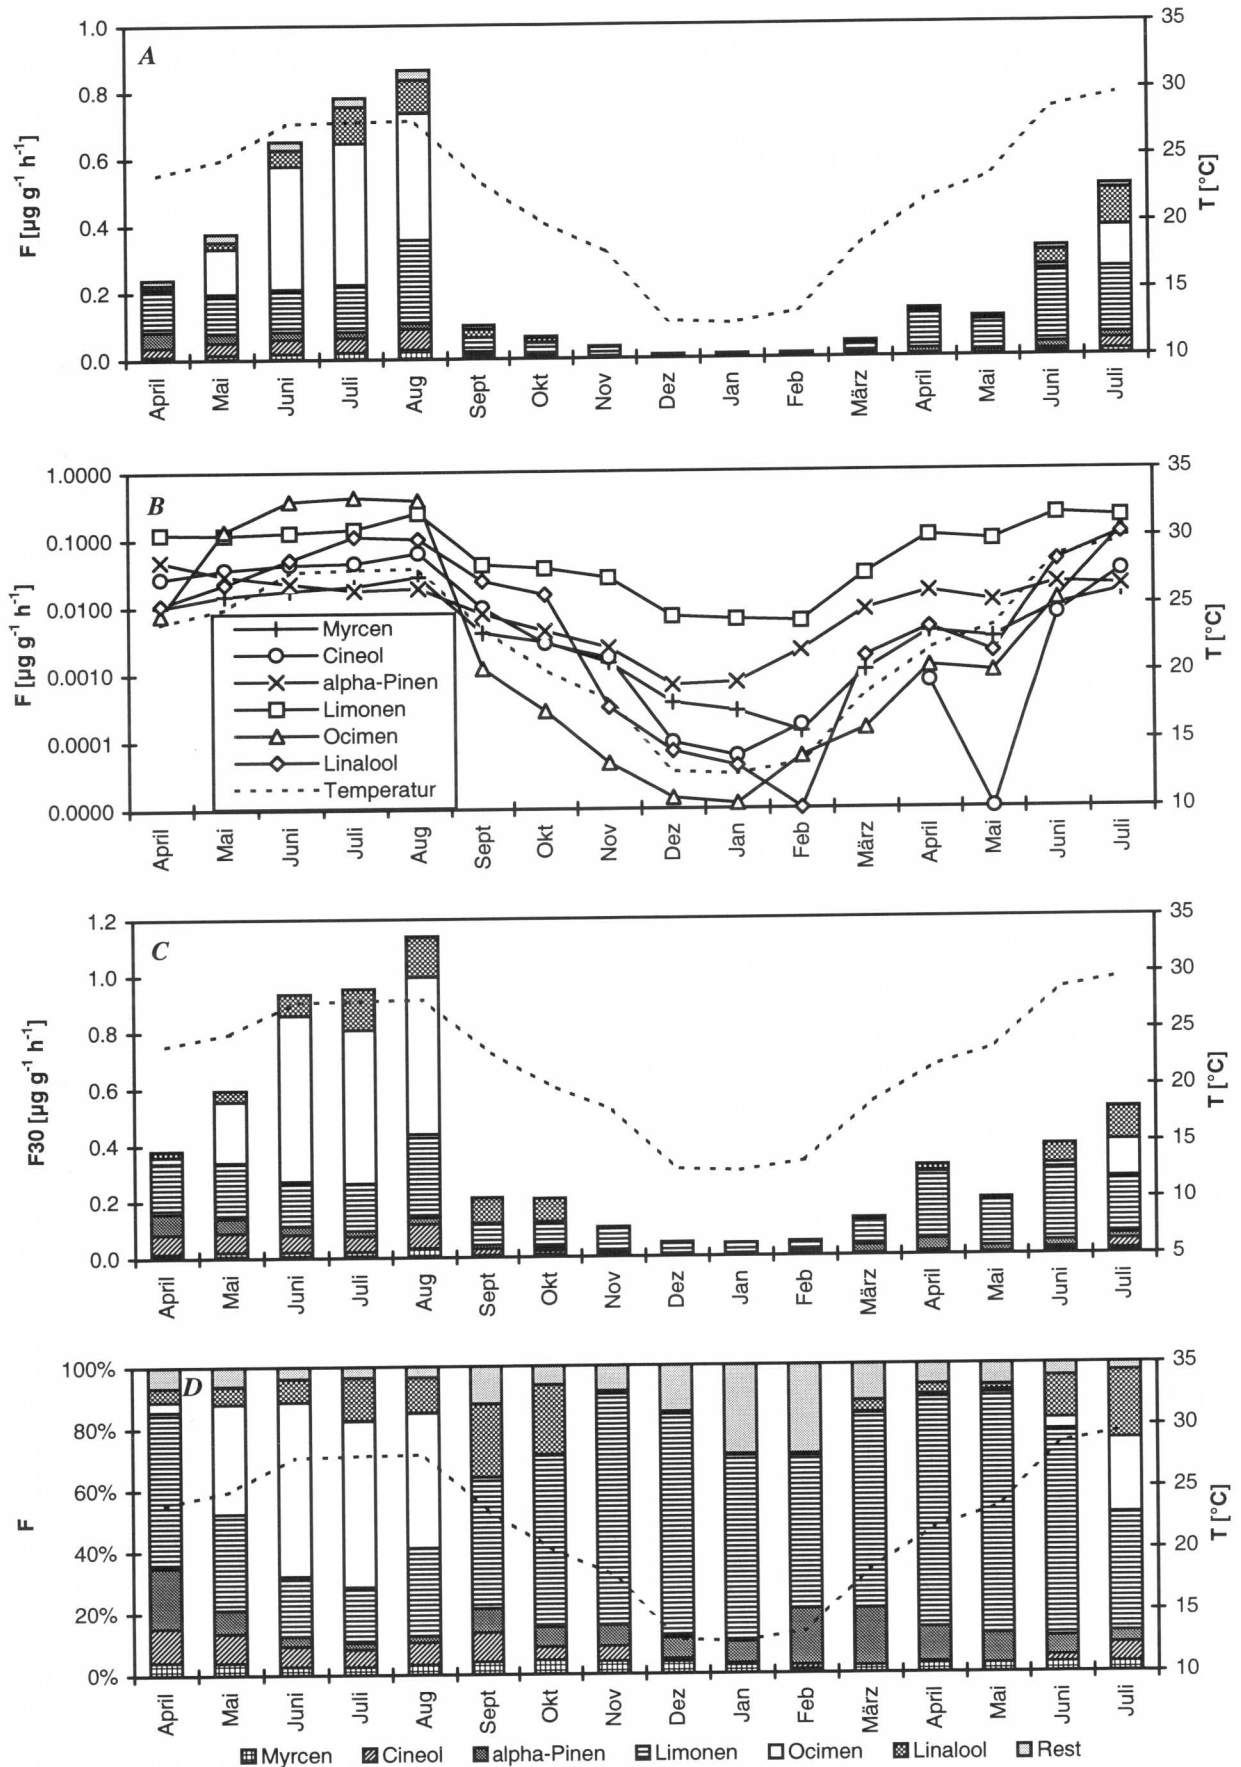 A
F [µg g⁻¹ h⁻¹]
1.0
0.8
0.6
0.4
0.2
0.0
35
30
25
20
15
10
T [°C]
April Mai Juni Juli Aug Sept Okt Nov Dez Jan Feb März April Mai Juni Juli
B
F [µg g⁻¹ h⁻¹]
1.0000
0.1000
0.0100
0.0010
0.0001
0.0000
Myrcen
Cineol
alpha-Pinen
Limonen
Ocimen
Linalool
Temperatur
35
30
25
20
15
10
T [°C]
April Mai Juni Juli Aug Sept Okt Nov Dez Jan Feb März April Mai Juni Juli
C
F30 [µg g⁻¹ h⁻¹]
1.2
1.0
0.8
0.6
0.4
0.2
0.0
35
30
25
20
15
10
5
T [°C]
April Mai Juni Juli Aug Sept Okt Nov Dez Jan Feb März April Mai Juni Juli
D
F
100%
80%
60%
40%
20%
0%
35
30
25
20
15
10
T [°C]
April Mai Juni Juli Aug Sept Okt Nov Dez Jan Feb März April Mai Juni Juli
Myrcen Cineol alpha-Pinen Limonen Ocimen Linalool Rest